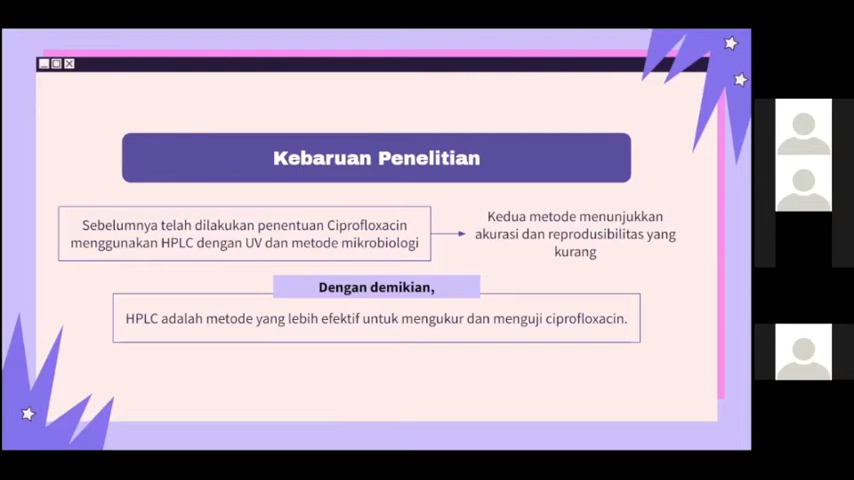 Kebaruan Penelitian
Sebelumnya telah dilakukan penentuan Ciprofloxacin
menggunakan HPLC dengan UV dan metode mikrobiologi
Kedua metode menunjukkan
akurasi dan reprodusibilitas yang
kurang
Dengan demikian,
HPLC adalah metode yang lebih efektif untuk mengukur dan menguji ciprofloxacin.